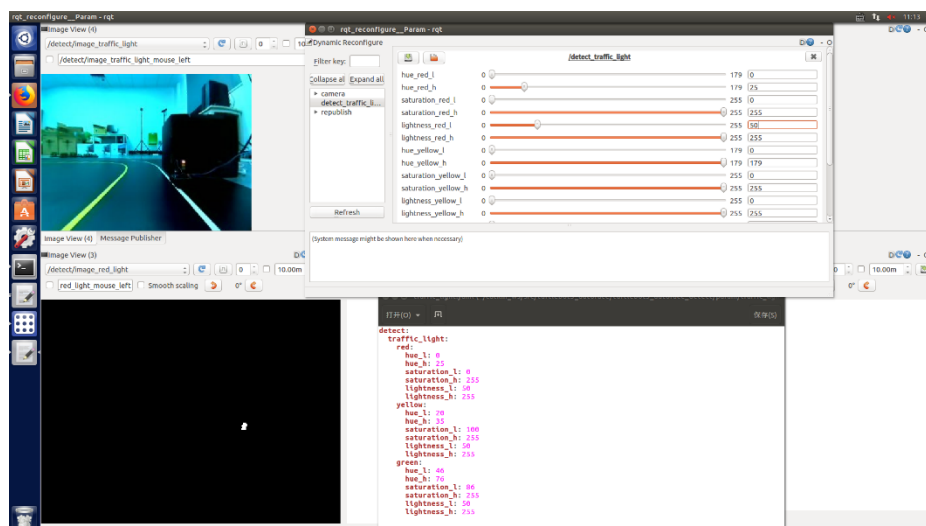 rqt_reconfigure__Param - rqt
11:13
Image View (4)
/detect/image_traffic_light
0
/detect/image_traffic_light_mouse_left
Image View (4)
Message Publisher
Image View (3)
/detect/image_red_light
0
10.00m
red_light_mouse_left
Smooth scaling
0°
rqt_reconfigure__Param - rqt
Dynamic Reconfigure
Filter key:
Collapse al
Expand all
camera
detect_traffic_li...
republish
Refresh
/detect_traffic_light
hue_red_l 0 179 0
hue_red_h 0 179 25
saturation_red_l 0 255 0
saturation_red_h 0 255 255
lightness_red_l 0 255 50
lightness_red_h 0 255 255
hue_yellow_l 0 179 0
hue_yellow_h 0 179 179
saturation_yellow_l 0 255 0
saturation_yellow_h 0 255 255
lightness_yellow_l 0 255 0
lightness_yellow_h 0 255 255
(System message might be shown here when necessary)
0 10.00m
0°
打开(O)
保存(S)
detect:
traffic_light:
red:
hue_l: 0
hue_h: 25
saturation_l: 0
saturation_h: 255
lightness_l: 50
lightness_h: 255
yellow:
hue_l: 20
hue_h: 35
saturation_l: 100
saturation_h: 255
lightness_l: 50
lightness_h: 255
green:
hue_l: 46
hue_h: 76
saturation_l: 86
saturation_h: 255
lightness_l: 50
lightness_h: 255